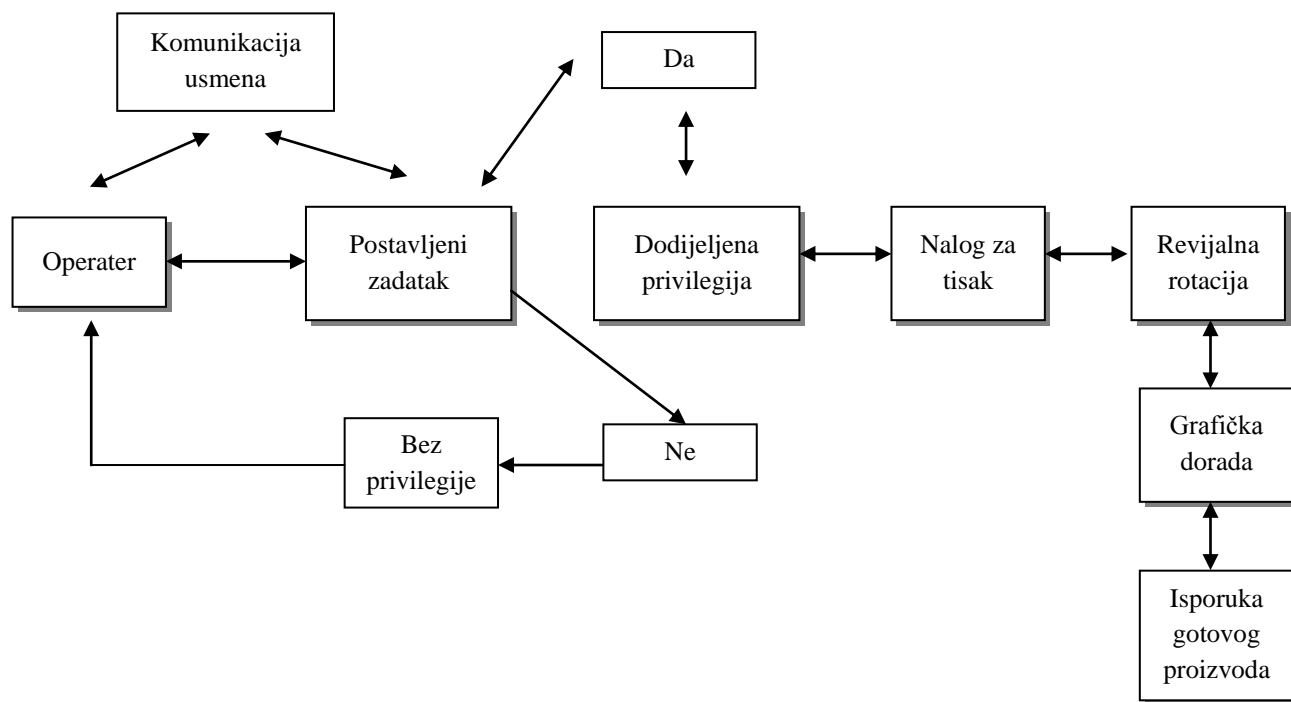 Komunikacija
usmena
Da
Operater
Postavljeni
zadatak
Dodijeljena
privilegija
Nalog za
tisak
Revijalna
rotacija
Bez
privilegije
Ne
Grafička
dorada
Isporuka
gotovog
proizvoda